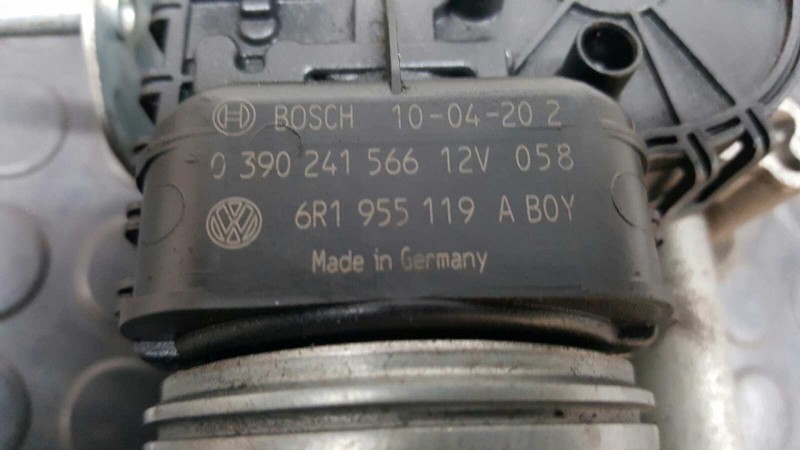 BOSCH 10-04-20 2
0 390 241 566 12V 058
6R1 955 119 A BOY
Made in Germany